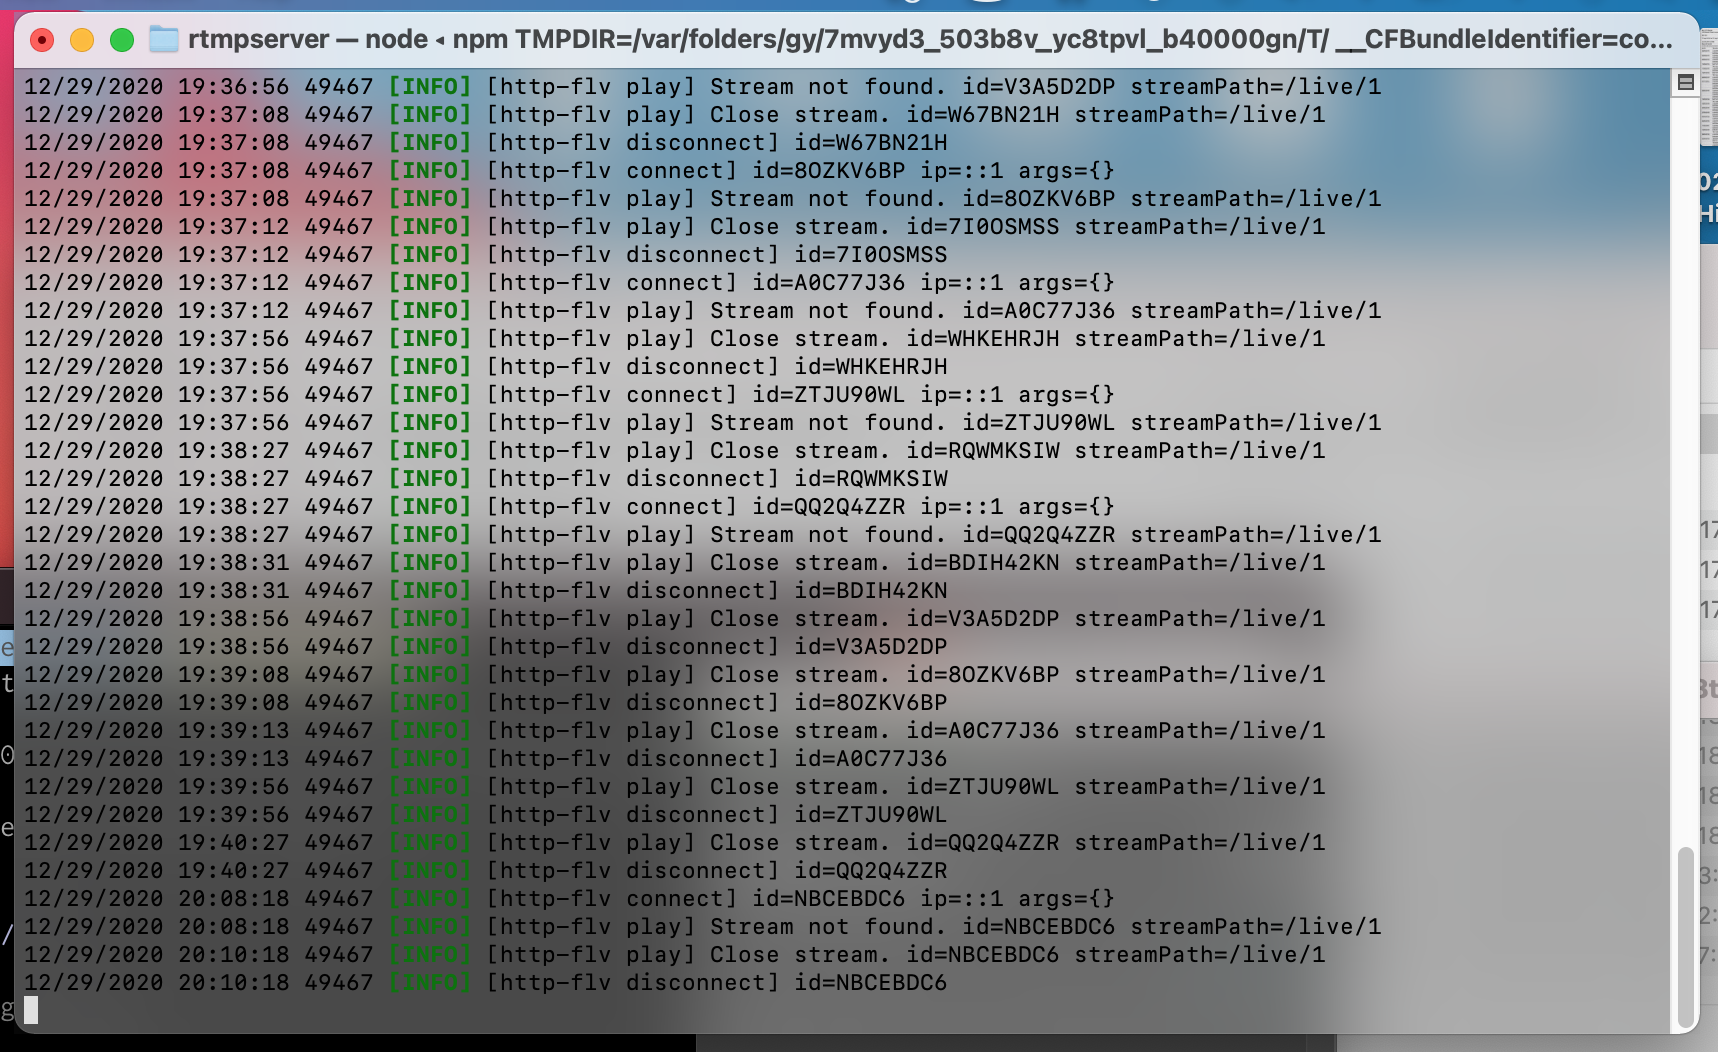 rtmpserver — node ◂ npm TMPDIR=/var/folders/gy/7mvyd3_503b8v_yc8tpvl_b40000gn/T/ __CFBundleIdentifier=co...
12/29/2020 19:36:56 49467 [INFO] [http-flv play] Stream not found. id=V3A5D2DP streamPath=/live/1
12/29/2020 19:37:08 49467 [INFO] [http-flv play] Close stream. id=W67BN21H streamPath=/live/1
12/29/2020 19:37:08 49467 [INFO] [http-flv disconnect] id=W67BN21H
12/29/2020 19:37:08 49467 [INFO] [http-flv connect] id=8OZKV6BP ip=::1 args={}
12/29/2020 19:37:08 49467 [INFO] [http-flv play] Stream not found. id=8OZKV6BP streamPath=/live/1
12/29/2020 19:37:12 49467 [INFO] [http-flv play] Close stream. id=7I0OSMSS streamPath=/live/1
12/29/2020 19:37:12 49467 [INFO] [http-flv disconnect] id=7I0OSMSS
12/29/2020 19:37:12 49467 [INFO] [http-flv connect] id=A0C77J36 ip=::1 args={}
12/29/2020 19:37:12 49467 [INFO] [http-flv play] Stream not found. id=A0C77J36 streamPath=/live/1
12/29/2020 19:37:56 49467 [INFO] [http-flv play] Close stream. id=WHKEHRJH streamPath=/live/1
12/29/2020 19:37:56 49467 [INFO] [http-flv disconnect] id=WHKEHRJH
12/29/2020 19:37:56 49467 [INFO] [http-flv connect] id=ZTJU90WL ip=::1 args={}
12/29/2020 19:37:56 49467 [INFO] [http-flv play] Stream not found. id=ZTJU90WL streamPath=/live/1
12/29/2020 19:38:27 49467 [INFO] [http-flv play] Close stream. id=RQWMKSIW streamPath=/live/1
12/29/2020 19:38:27 49467 [INFO] [http-flv disconnect] id=RQWMKSIW
12/29/2020 19:38:27 49467 [INFO] [http-flv connect] id=QQ2Q4ZZR ip=::1 args={}
12/29/2020 19:38:27 49467 [INFO] [http-flv play] Stream not found. id=QQ2Q4ZZR streamPath=/live/1
12/29/2020 19:38:31 49467 [INFO] [http-flv play] Close stream. id=BDIH42KN streamPath=/live/1
12/29/2020 19:38:31 49467 [INFO] [http-flv disconnect] id=BDIH42KN
12/29/2020 19:38:56 49467 [INFO] [http-flv play] Close stream. id=V3A5D2DP streamPath=/live/1
12/29/2020 19:38:56 49467 [INFO] [http-flv disconnect] id=V3A5D2DP
12/29/2020 19:39:08 49467 [INFO] [http-flv play] Close stream. id=8OZKV6BP streamPath=/live/1
12/29/2020 19:39:08 49467 [INFO] [http-flv disconnect] id=8OZKV6BP
12/29/2020 19:39:13 49467 [INFO] [http-flv play] Close stream. id=A0C77J36 streamPath=/live/1
12/29/2020 19:39:13 49467 [INFO] [http-flv disconnect] id=A0C77J36
12/29/2020 19:39:56 49467 [INFO] [http-flv play] Close stream. id=ZTJU90WL streamPath=/live/1
12/29/2020 19:39:56 49467 [INFO] [http-flv disconnect] id=ZTJU90WL
12/29/2020 19:40:27 49467 [INFO] [http-flv play] Close stream. id=QQ2Q4ZZR streamPath=/live/1
12/29/2020 19:40:27 49467 [INFO] [http-flv disconnect] id=QQ2Q4ZZR
12/29/2020 20:08:18 49467 [INFO] [http-flv connect] id=NBCEBDC6 ip=::1 args={}
12/29/2020 20:08:18 49467 [INFO] [http-flv play] Stream not found. id=NBCEBDC6 streamPath=/live/1
12/29/2020 20:10:18 49467 [INFO] [http-flv play] Close stream. id=NBCEBDC6 streamPath=/live/1
12/29/2020 20:10:18 49467 [INFO] [http-flv disconnect] id=NBCEBDC6